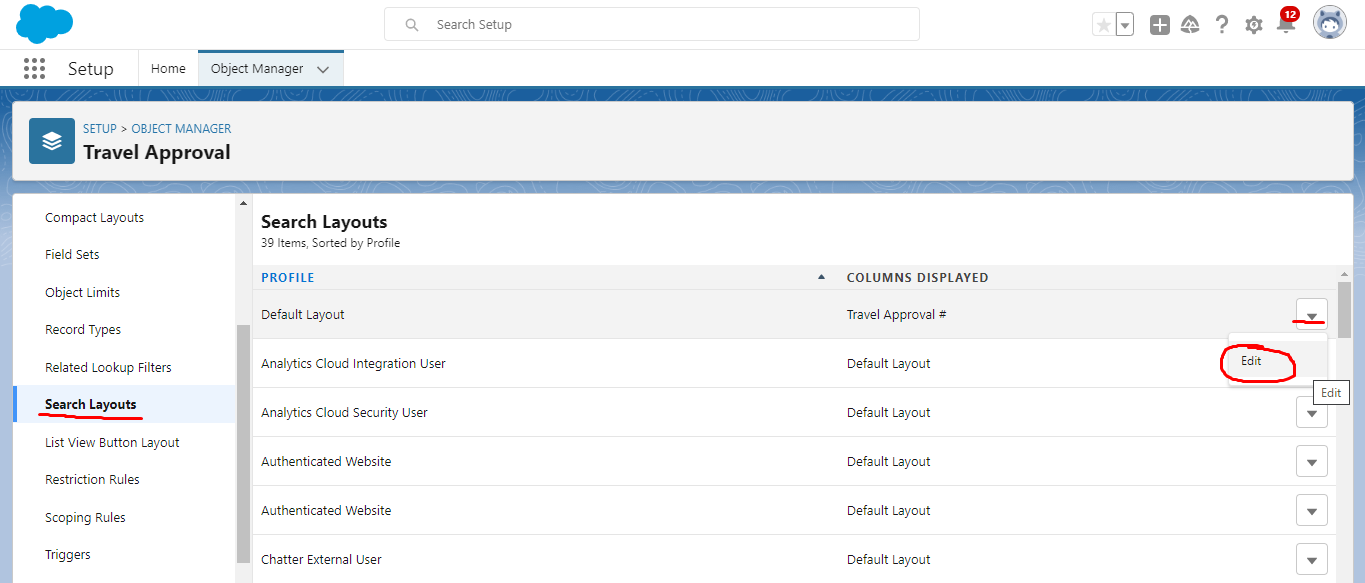 Search Setup
12
Setup
Home
Object Manager
SETUP > OBJECT MANAGER
Travel Approval
Compact Layouts
Field Sets
Object Limits
Record Types
Related Lookup Filters
Search Layouts
List View Button Layout
Restriction Rules
Scoping Rules
Triggers
Search Layouts
39 Items, Sorted by Profile
PROFILE COLUMNS DISPLAYED
Default Layout Travel Approval #
Analytics Cloud Integration User Default Layout
Edit
Edit
Analytics Cloud Security User Default Layout
Authenticated Website Default Layout
Authenticated Website Default Layout
Chatter External User Default Layout